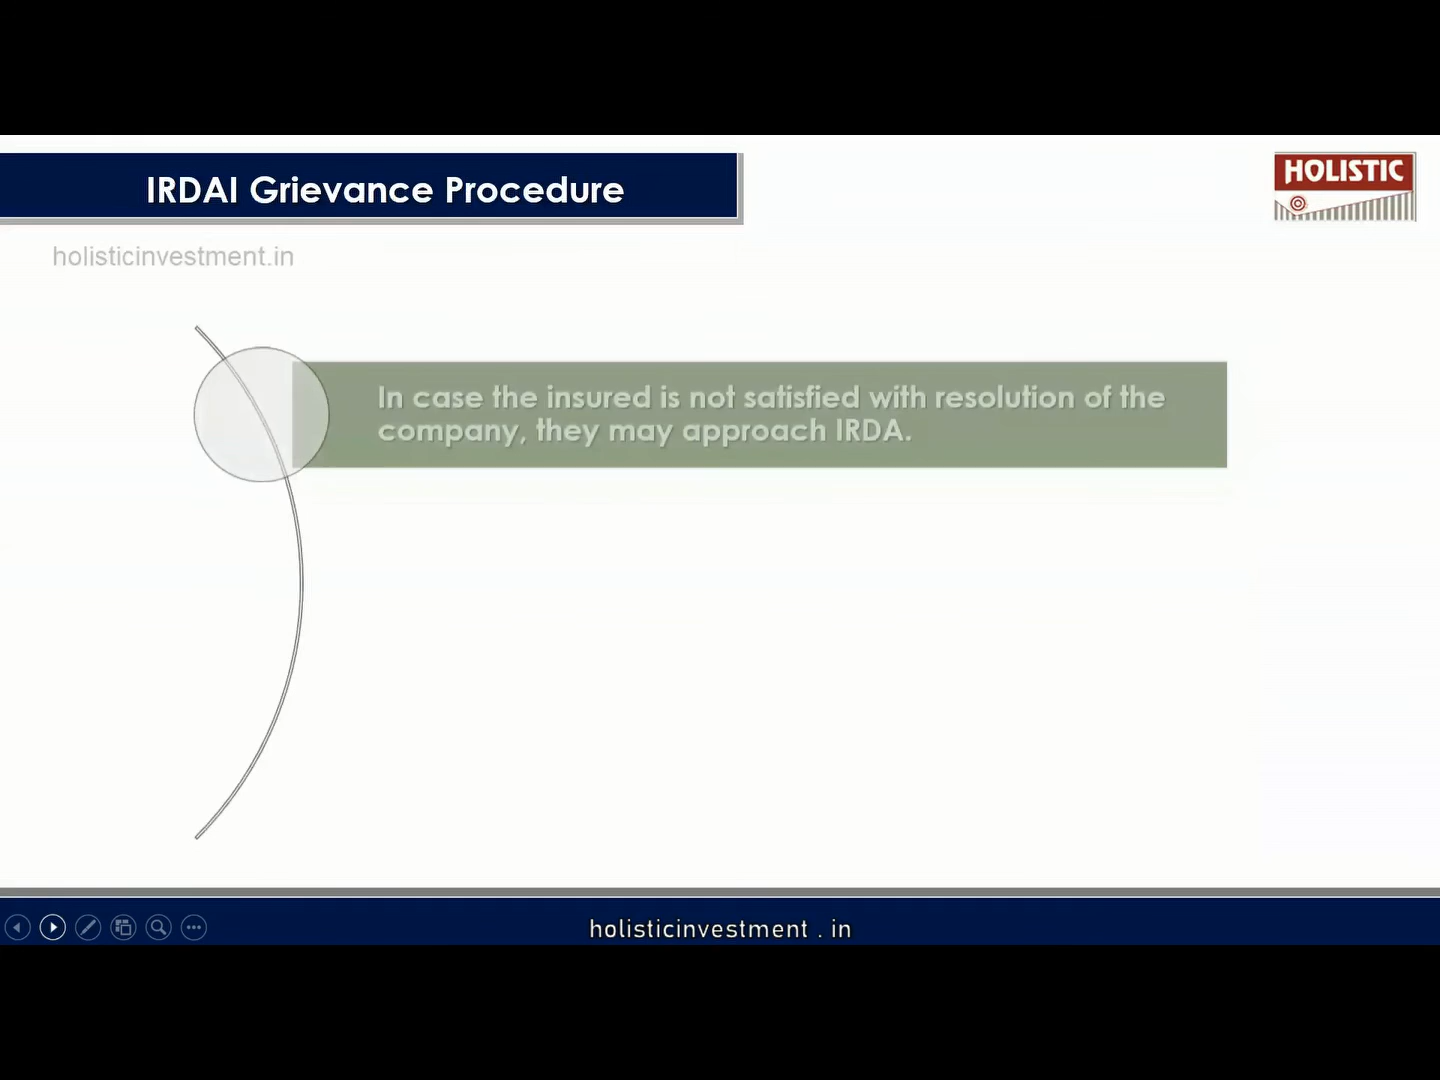 IRDAI Grievance Procedure
HOLISTIC
holisticinvestment.in
In case the insured is not satisfied with resolution of the
company, they may approach IRDA.
holisticinvestment . in